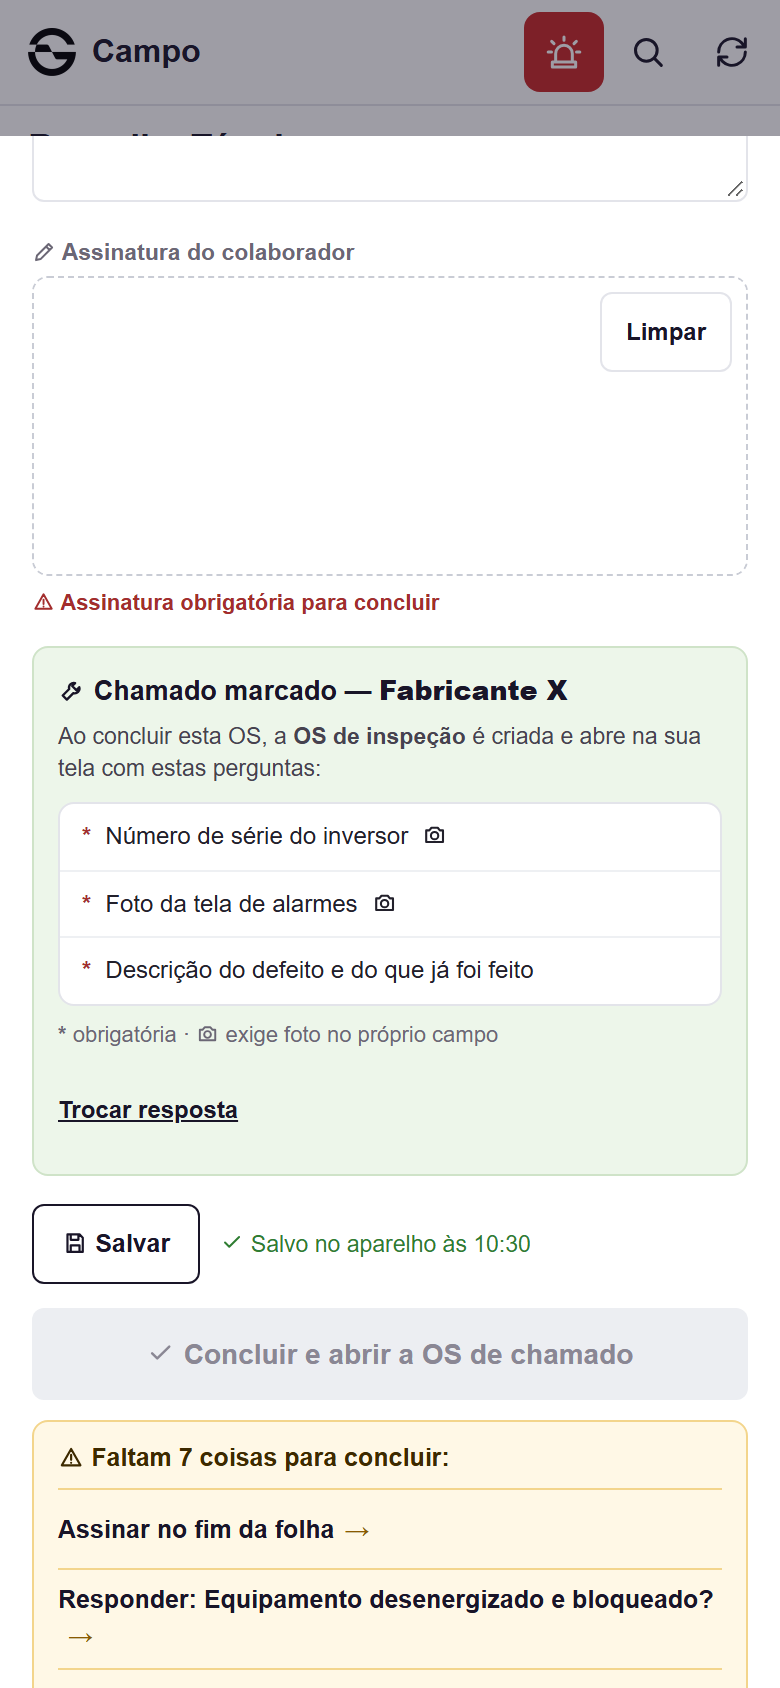 Campo
Assinatura do colaborador
Limpar
Assinatura obrigatória para concluir
Chamado marcado — Fabricante X
Ao concluir esta OS, a OS de inspeção é criada e abre na sua
tela com estas perguntas:
* Número de série do inversor
* Foto da tela de alarmes
* Descrição do defeito e do que já foi feito
* obrigatória · exige foto no próprio campo
Trocar resposta
Salvar
Salvo no aparelho às 10:30
Concluir e abrir a OS de chamado
Faltam 7 coisas para concluir:
Assinar no fim da folha →
Responder: Equipamento desenergizado e bloqueado?
→